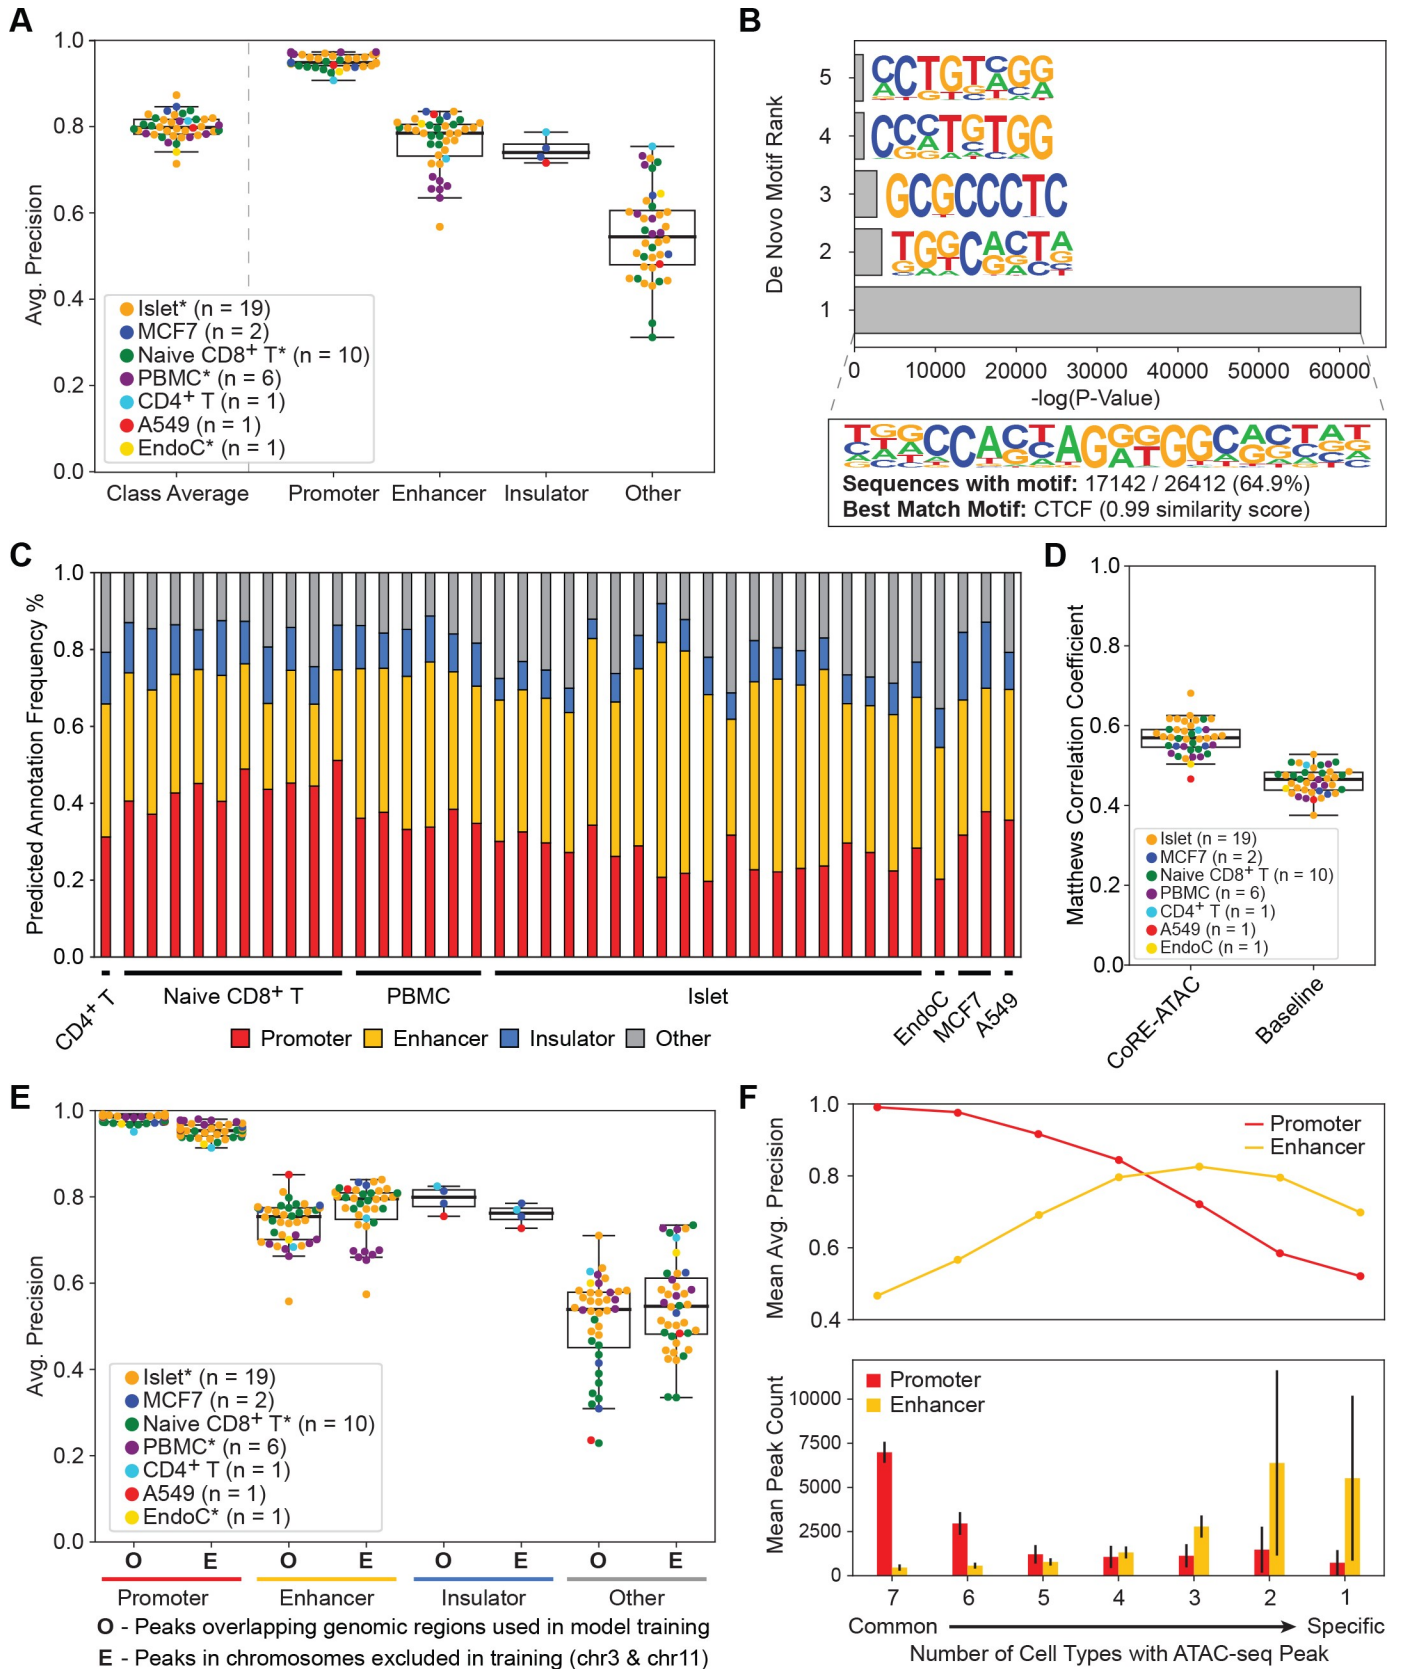 A
1.0
0.8
0.6
0.4
0.2
0.0
Avg. Precision
Islet* (n = 19)
MCF7 (n = 2)
Naive CD8+ T* (n = 10)
PBMC* (n = 6)
CD4+ T (n = 1)
A549 (n = 1)
EndoC* (n = 1)
Class Average
Promoter
Enhancer
Insulator
Other
B
De Novo Motif Rank
5
CCTGTCGG
4
CCCTGTGG
3
GCGCCCTC
2
TGGCACTA
1
0 10000 20000 30000 40000 50000 60000
-log(P-Value)
TGGCCACTAGGGGGCACTAT
Sequences with motif: 17142 / 26412 (64.9%)
Best Match Motif: CTCF (0.99 similarity score)
C
1.0
0.8
0.6
0.4
0.2
0.0
Predicted Annotation Frequency %
CD4+ T
Naive CD8+ T
PBMC
Islet
EndoC
MCF7
A549
Promoter
Enhancer
Insulator
Other
D
1.0
0.8
0.6
0.4
0.2
0.0
Matthews Correlation Coefficient
Islet (n = 19)
MCF7 (n = 2)
Naive CD8+ T (n = 10)
PBMC (n = 6)
CD4+ T (n = 1)
A549 (n = 1)
EndoC (n = 1)
CoRE-ATAC
Baseline
E
1.0
0.8
0.6
0.4
0.2
0.0
Avg. Precision
Islet* (n = 19)
MCF7 (n = 2)
Naive CD8+ T* (n = 10)
PBMC* (n = 6)
CD4+ T (n = 1)
A549 (n = 1)
EndoC* (n = 1)
O E O E O E O E
Promoter
Enhancer
Insulator
Other
O - Peaks overlapping genomic regions used in model training
E - Peaks in chromosomes excluded in training (chr3 & chr11)
F
1.0
0.8
0.6
0.4
Mean Avg. Precision
Promoter
Enhancer
10000
7500
5000
2500
0
Mean Peak Count
Promoter
Enhancer
7 6 5 4 3 2 1
Common
Specific
Number of Cell Types with ATAC-seq Peak